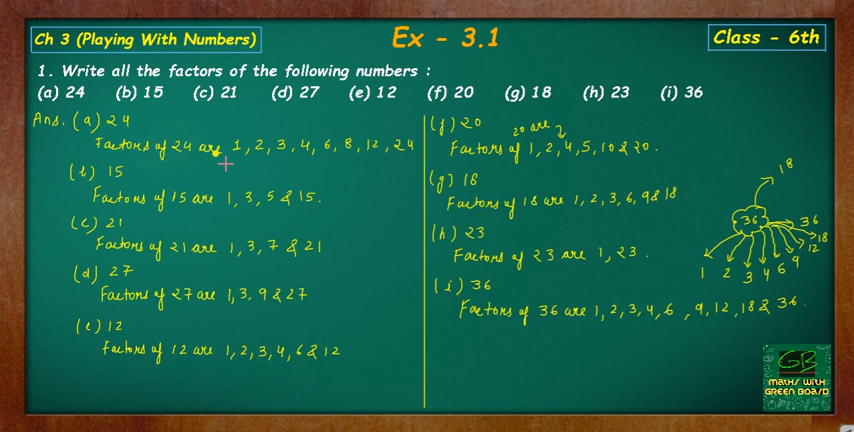 Ch 3 (Playing With Numbers)
Ex - 3.1
Class - 6th
1. Write all the factors of the following numbers :
(a) 24 (b) 15 (c) 21 (d) 27 (e) 12 (f) 20 (g) 18 (h) 23 (i) 36
Ans. (a) 24
Factors of 24 are 1, 2, 3, 4, 6, 8, 12, 24
(b) 15
Factors of 15 are 1, 3, 5 & 15.
(c) 21
Factors of 21 are 1, 3, 7 & 21
(d) 27
Factors of 27 are 1, 3, 9 & 27
(e) 12
Factors of 12 are 1, 2, 3, 4, 6 & 12
(f) 20
20 are
Factors of 1, 2, 4, 5, 10 & 20.
(g) 18
Factors of 18 are 1, 2, 3, 6, 9 & 18
(h) 23
Factors of 23 are 1, 23.
(i) 36
Factors of 36 are 1, 2, 3, 4, 6, 9, 12, 18 & 36.
18
36
36
18
12
9
1 2 3 4 6
GB
MATHS WITH
GREEN BOARD